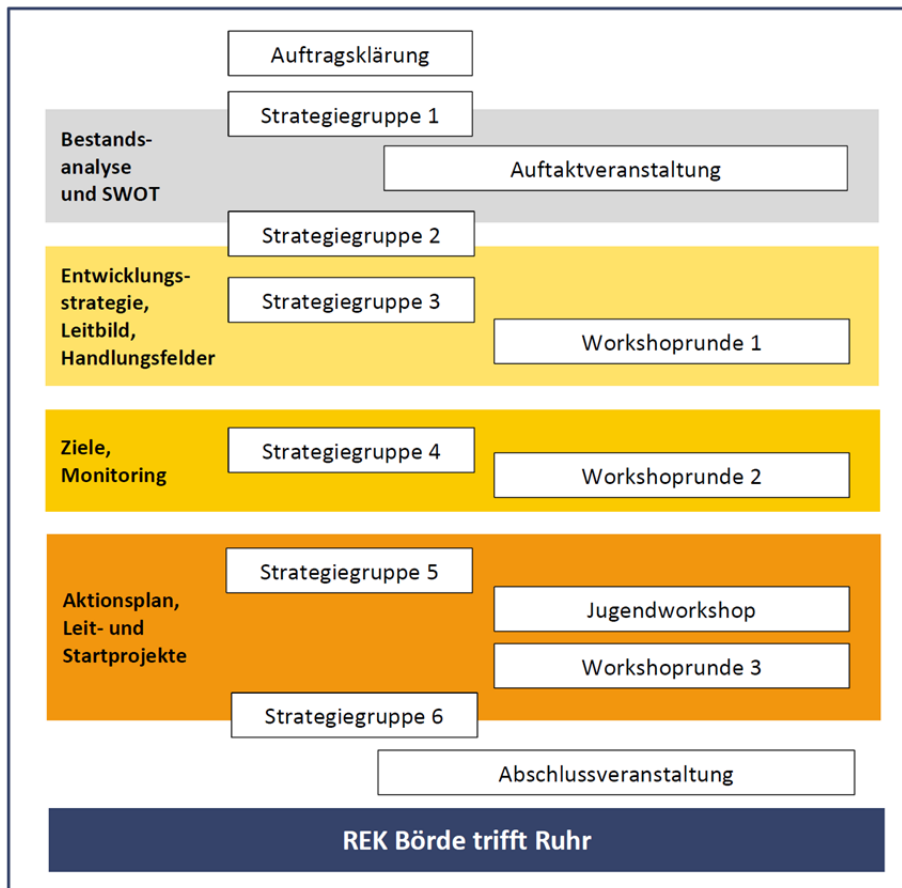 Auftragsklärung
Strategiegruppe 1
Bestands-
analyse
und SWOT
Auftaktveranstaltung
Strategiegruppe 2
Entwicklungs-
strategie,
Leitbild,
Handlungsfelder
Strategiegruppe 3
Workshoprunde 1
Ziele,
Monitoring
Strategiegruppe 4
Workshoprunde 2
Aktionsplan,
Leit- und
Startprojekte
Strategiegruppe 5
Jugendworkshop
Workshoprunde 3
Strategiegruppe 6
Abschlussveranstaltung
REK Börde trifft Ruhr